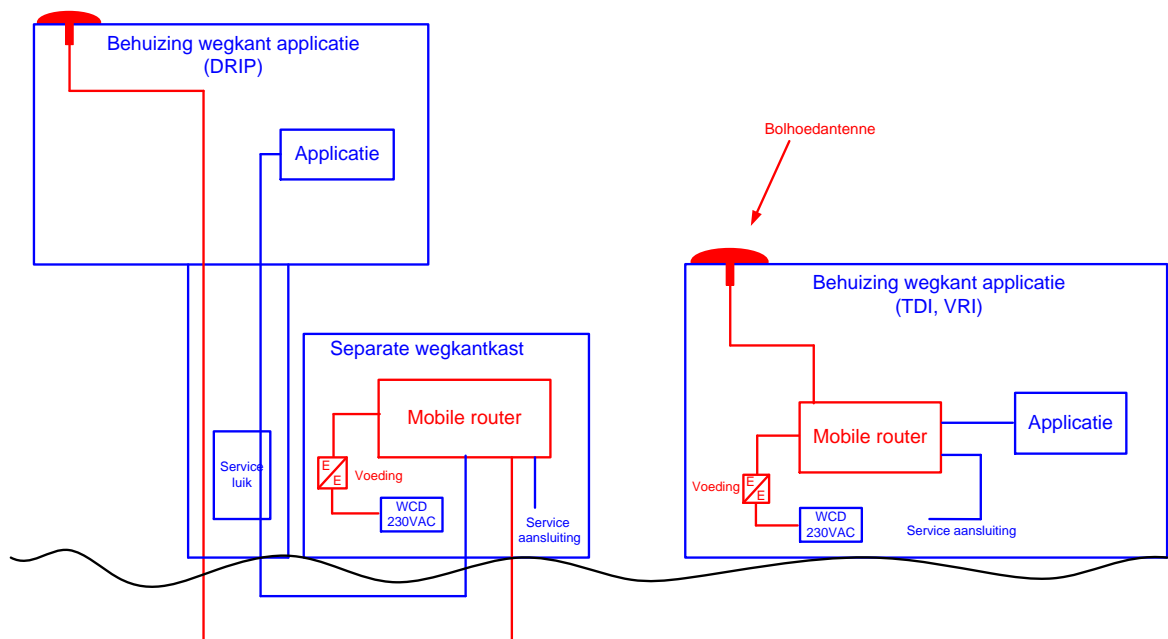 Behuizing wegkant applicatie
(DRIP)
Applicatie
Separate wegkantkast
Mobile router
Service
luik
E
E
Voeding
WCD
230VAC
Service
aansluiting
Bolhoedantenne
Behuizing wegkant applicatie
(TDI, VRI)
Mobile router
Applicatie
Voeding
E
E
WCD
230VAC
Service aansluiting